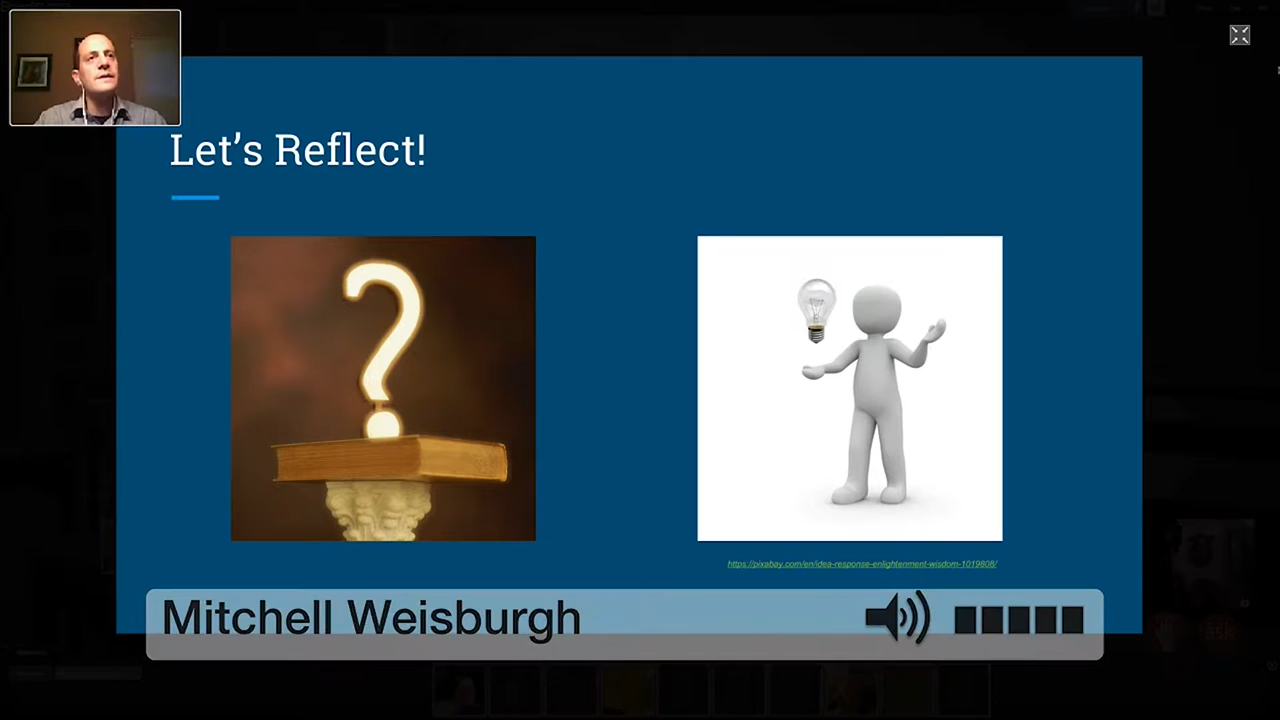 Let’s Reflect!
https://pixabay.com/en/idea-response-enlightenment-wisdom-1019808/
Mitchell Weisburgh